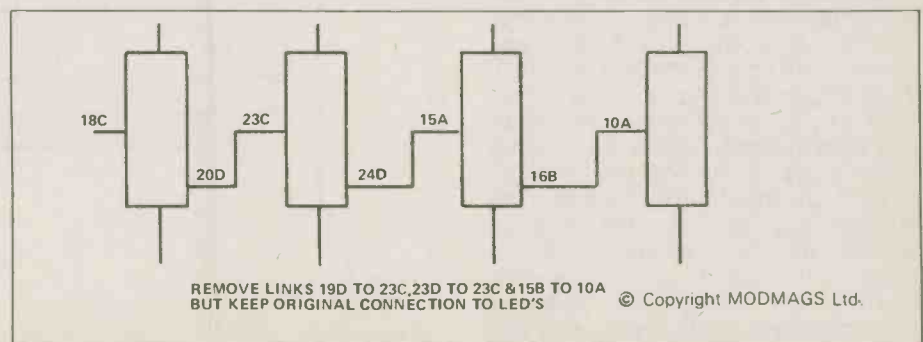 18C
23C
15A
10A
20D
24D
16B
REMOVE LINKS 19D TO 23C,23D TO 23C &15B TO 10A
BUT KEEP ORIGINAL CONNECTION TO LED'S
© Copyright MODMAGS Ltd.